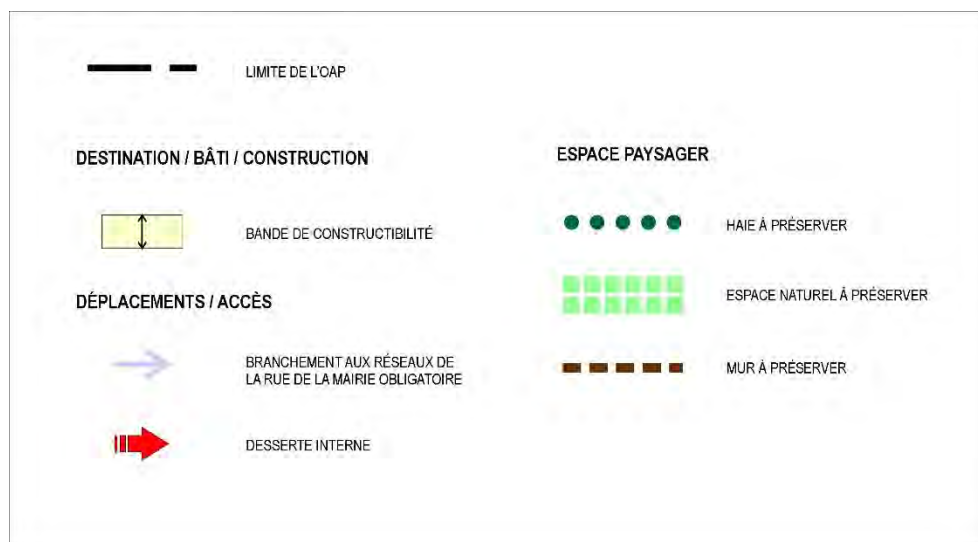 LIMITE DE L'OAP
DESTINATION / BÂTI / CONSTRUCTION
BANDE DE CONSTRUCTIBILITÉ
DÉPLACEMENTS / ACCÈS
BRANCHEMENT AUX RÉSEAUX DE
LA RUE DE LA MAIRIE OBLIGATOIRE
DESSERTE INTERNE
ESPACE PAYSAGER
HAIE À PRÉSERVER
ESPACE NATUREL À PRÉSERVER
MUR À PRÉSERVER